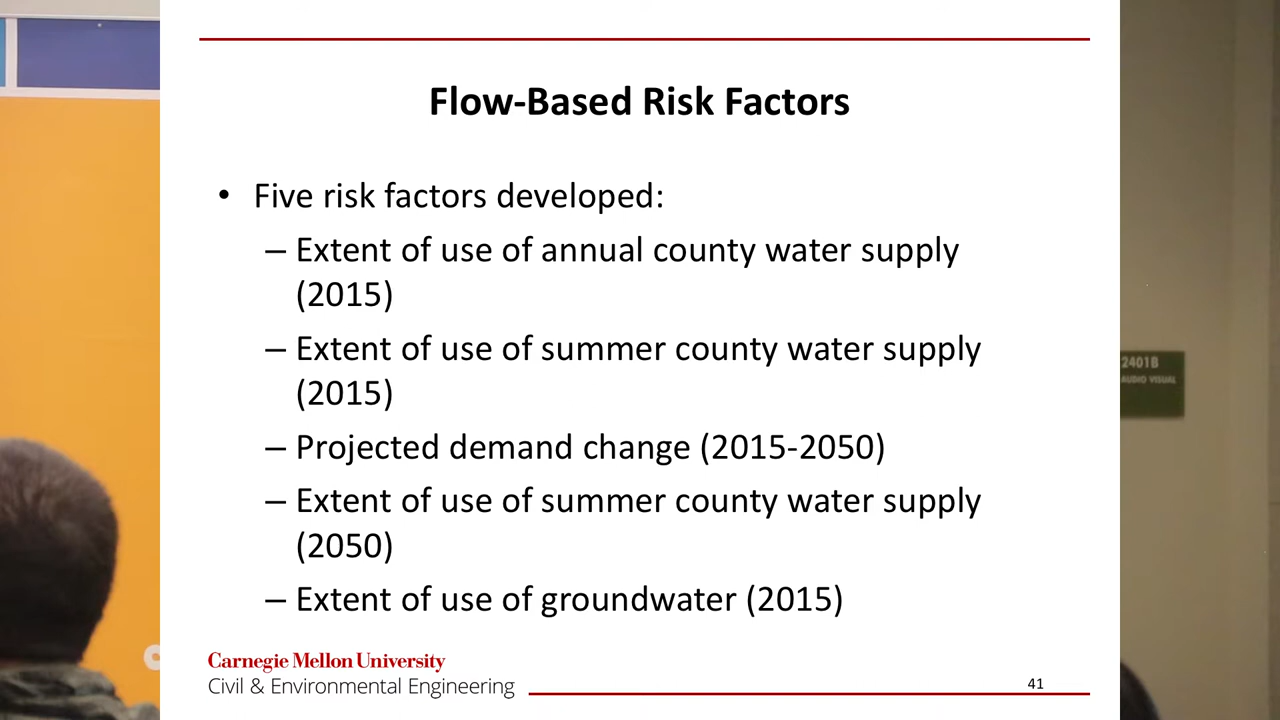 Flow-Based Risk Factors
• Five risk factors developed:
– Extent of use of annual county water supply
(2015)
– Extent of use of summer county water supply
(2015)
– Projected demand change (2015-2050)
– Extent of use of summer county water supply
(2050)
– Extent of use of groundwater (2015)
Carnegie Mellon University
Civil & Environmental Engineering
41
2401B
AUDIO VISUAL